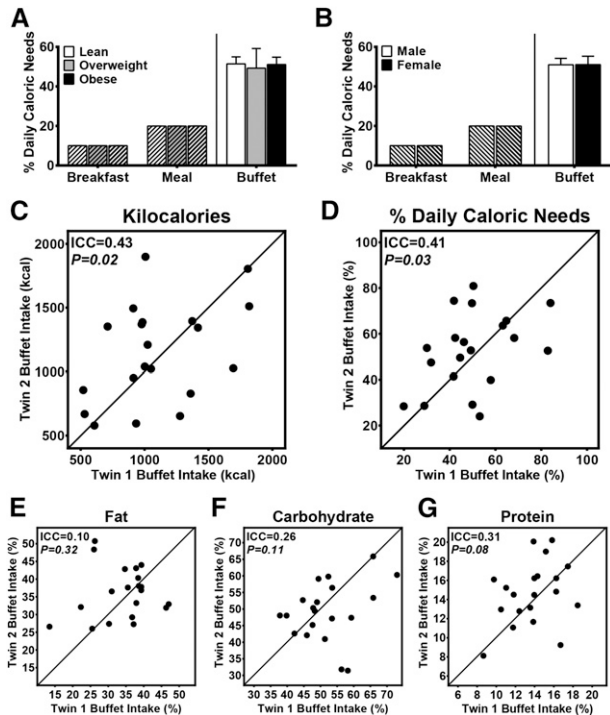 A
% Daily Caloric Needs
60
40
20
0
Lean
Overweight
Obese
Breakfast
Meal
Buffet
B
% Daily Caloric Needs
60
40
20
0
Male
Female
Breakfast
Meal
Buffet
C
Kilocalories
ICC=0.43
P=0.02
Twin 2 Buffet Intake (kcal)
2000
1500
1000
500
500
1000
1500
2000
Twin 1 Buffet Intake (kcal)
D
% Daily Caloric Needs
ICC=0.41
P=0.03
Twin 2 Buffet Intake (%)
100
80
60
40
20
20
40
60
80
100
Twin 1 Buffet Intake (%)
E
Fat
ICC=0.10
P=0.32
Twin 2 Buffet Intake (%)
50
45
40
35
30
25
20
15
15
20
25
30
35
40
45
50
Twin 1 Buffet Intake (%)
F
Carbohydrate
ICC=0.26
P=0.11
Twin 2 Buffet Intake (%)
70
65
60
55
50
45
40
35
30
30
35
40
45
50
55
60
65
70
Twin 1 Buffet Intake (%)
G
Protein
ICC=0.31
P=0.08
Twin 2 Buffet Intake (%)
20
18
16
14
12
10
8
6
6
8
10
12
14
16
18
20
Twin 1 Buffet Intake (%)